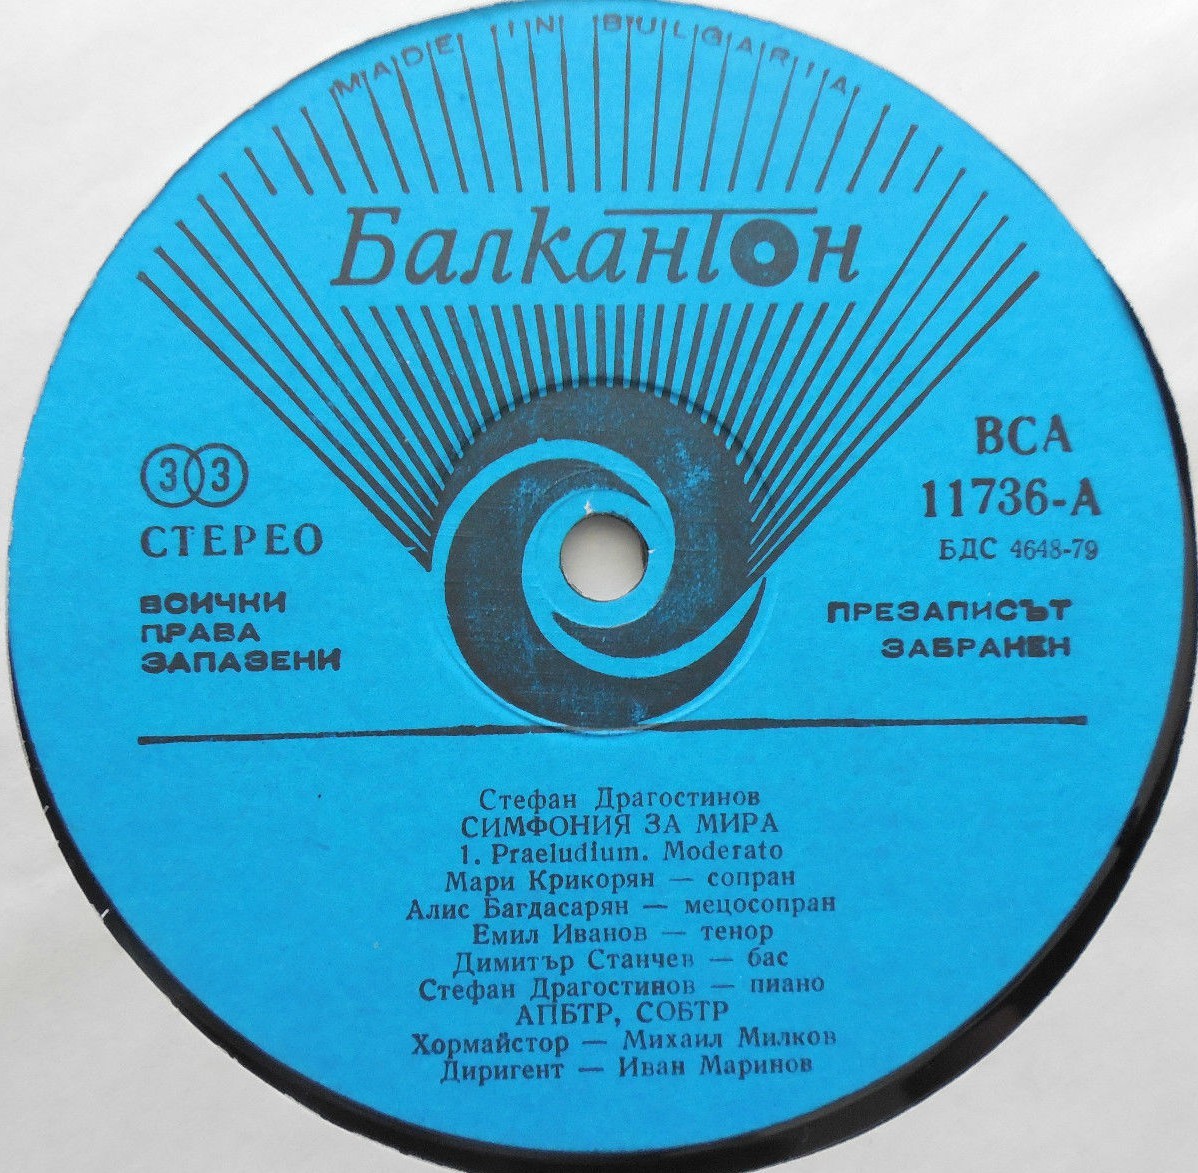 MADE IN BULGARIA
Балкантон
33
СТЕРЕО
ВСИЧКИ
ПРАВА
ЗАПАЗЕНИ
ВСА
11736-А
БДС 4648-79
ПРЕЗАПИСЪТ
ЗАБРАНЕН
Стефан Драгостинов
СИМФОНИЯ ЗА МИРА
1. Praeludium. Moderato
Мари Крикорян — сопран
Алис Багдасарян — мецосопран
Емил Иванов — тенор
Димитър Станчев — бас
Стефан Драгостинов — пиано
АПБТР, СОБТР
Хормайстор — Михаил Милков
Диригент — Иван Маринов